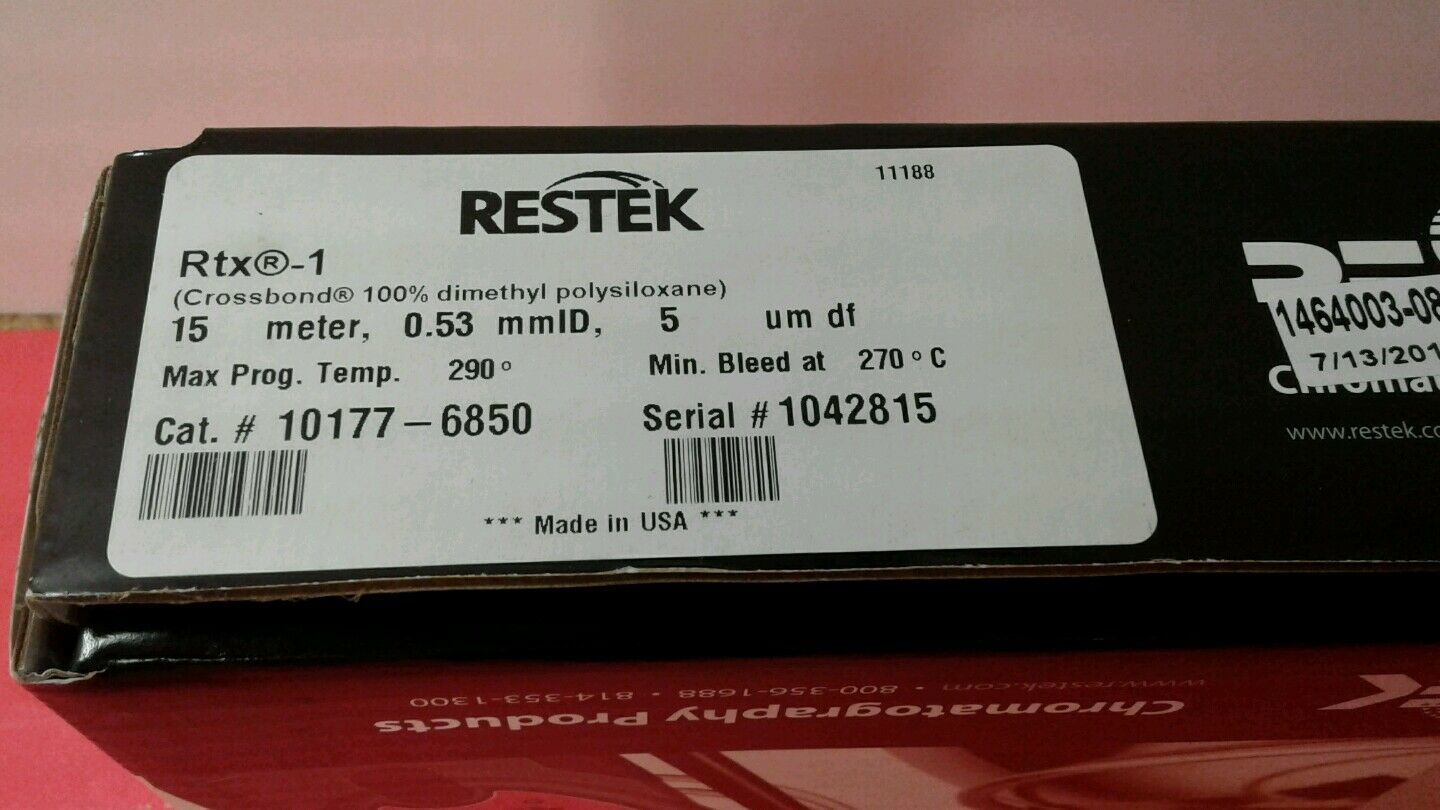 RESTEK
11188
Rtx®-1
(Crossbond® 100% dimethyl polysiloxane)
15 meter, 0.53 mmID, 5 um df
Max Prog. Temp. 290° Min. Bleed at 270°C
Cat. # 10177-6850 Serial # 1042815
*** Made in USA ***
1464003-08
7/13/201
www.restek.co
www.restek.com • 800-356-1688 • 814-353-1300
Chromatography Products